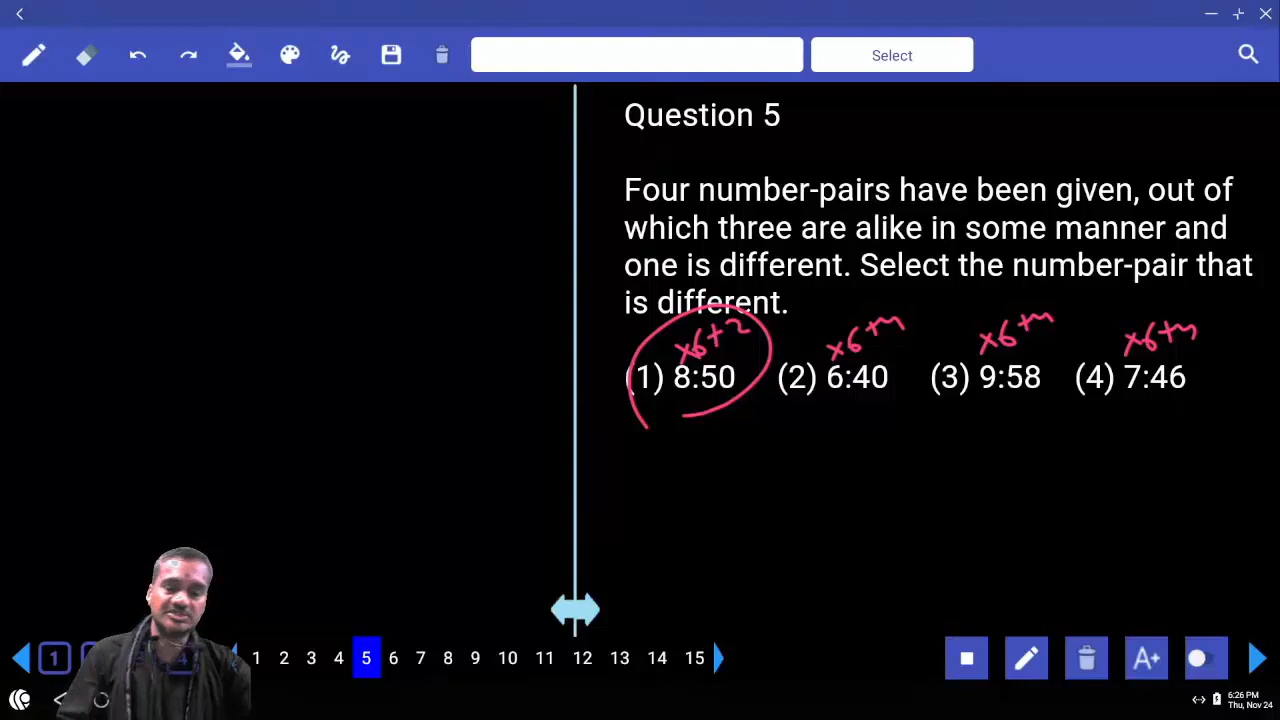 Select
Question 5
Four number-pairs have been given, out of
which three are alike in some manner and
one is different. Select the number-pair that
is different.
×6+2
(1) 8:50 (2) 6:40 (3) 9:58 (4) 7:46
1 1 2 3 4 5 6 7 8 9 10 11 12 13 14 15
A+
6:26 PM
Thu, Nov 24